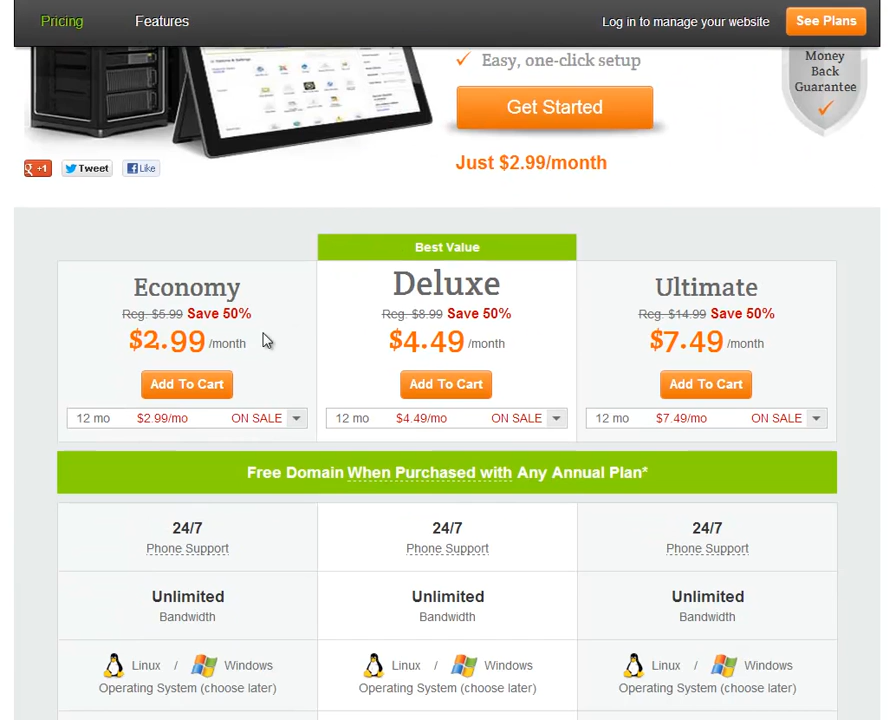 Pricing Features Log in to manage your website See Plans
Easy, one-click setup
Money
Back
Guarantee
Get Started
Just $2.99/month
+1 Tweet Like
Best Value
Economy Deluxe Ultimate
Reg. $5.99 Save 50% Reg. $8.99 Save 50% Reg. $14.99 Save 50%
$2.99 /month $4.49 /month $7.49 /month
Add To Cart Add To Cart Add To Cart
12 mo $2.99/mo ON SALE 12 mo $4.49/mo ON SALE 12 mo $7.49/mo ON SALE
Free Domain When Purchased with Any Annual Plan*
24/7 24/7 24/7
Phone Support Phone Support Phone Support
Unlimited Unlimited Unlimited
Bandwidth Bandwidth Bandwidth
Linux / Windows Linux / Windows Linux / Windows
Operating System (choose later) Operating System (choose later) Operating System (choose later)